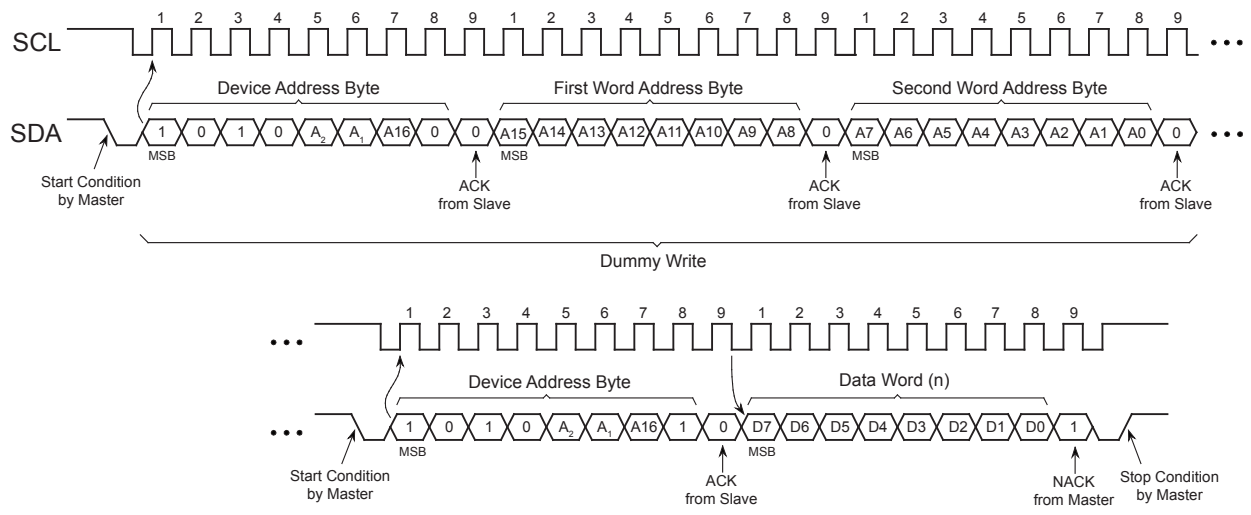 1 2 3 4 5 6 7 8 9 1 2 3 4 5 6 7 8 9 1 2 3 4 5 6 7 8 9
SCL
Device Address Byte First Word Address Byte Second Word Address Byte
SDA 1 0 1 0 A₂ A₁ A16 0 0 A15 A14 A13 A12 A11 A10 A9 A8 0 A7 A6 A5 A4 A3 A2 A1 A0 0
MSB MSB MSB
Start Condition
by Master
ACK
from Slave
ACK
from Slave
ACK
from Slave
Dummy Write
1 2 3 4 5 6 7 8 9 1 2 3 4 5 6 7 8 9
Device Address Byte Data Word (n)
1 0 1 0 A₂ A₁ A16 1 0 D7 D6 D5 D4 D3 D2 D1 D0 1
MSB MSB
Start Condition
by Master
ACK
from Slave
NACK
from Master
Stop Condition
by Master